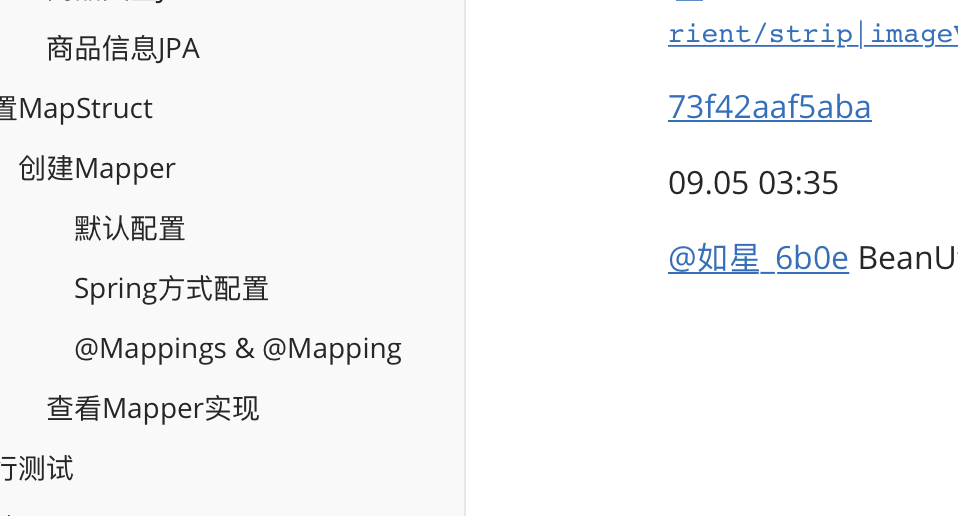 商品信息JPA
置MapStruct
创建Mapper
默认配置
Spring方式配置
@Mappings & @Mapping
查看Mapper实现
行测试
rient/strip|image
73f42aaf5aba
09.05 03:35
@如星_6b0e BeanU